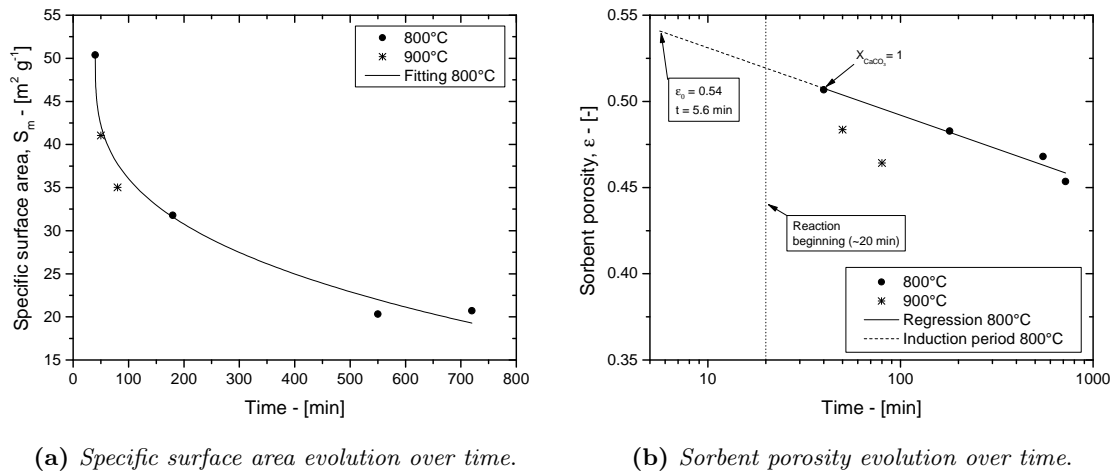 55
50
45
40
35
30
25
20
15
Specific surface area, Sₘ - [m² g⁻¹]
800°C
900°C
Fitting 800°C
0 100 200 300 400 500 600 700 800
Time - [min]
(a) Specific surface area evolution over time.
0.55
0.50
0.45
0.40
0.35
Sorbent porosity, ε - [-]
X_CaCO₃ = 1
ε₀ = 0.54
t = 5.6 min
Reaction
beginning (~20 min)
800°C
900°C
Regression 800°C
Induction period 800°C
10 100 1000
Time - [min]
(b) Sorbent porosity evolution over time.